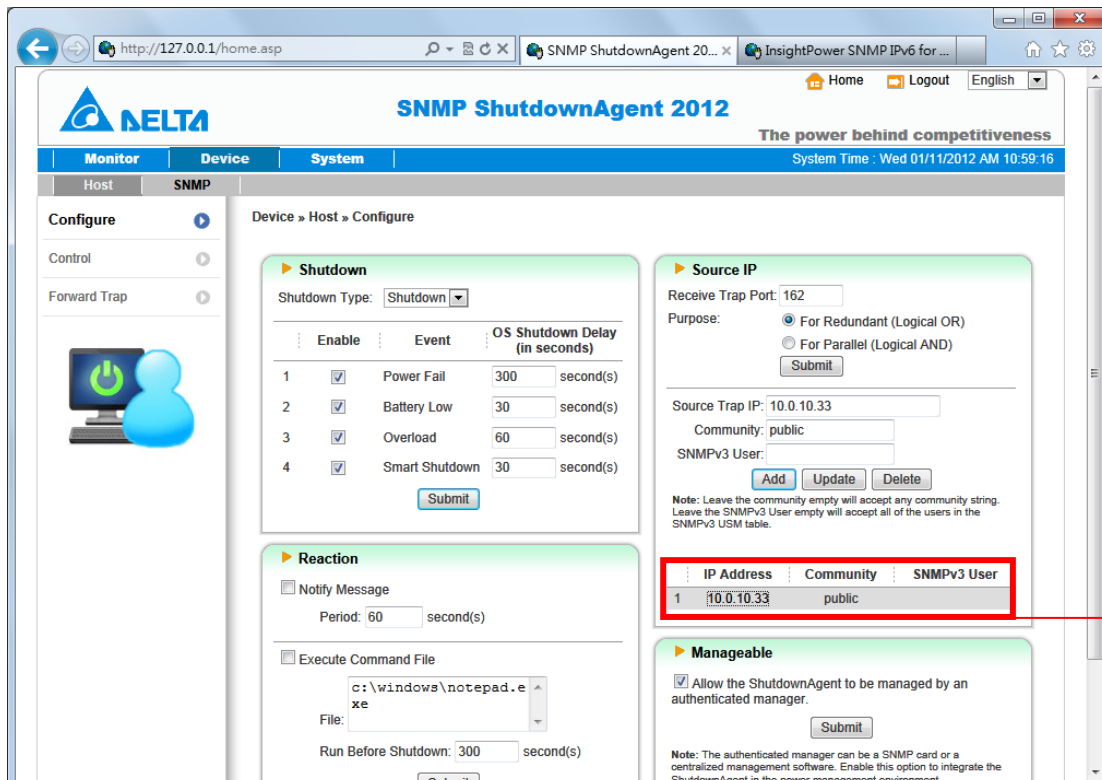 http://127.0.0.1/home.asp
SNMP ShutdownAgent 20...
InsightPower SNMP IPv6 for ...
Home
Logout
English
DELTA
SNMP ShutdownAgent 2012
The power behind competitiveness
Monitor
Device
System
System Time : Wed 01/11/2012 AM 10:59:16
Host
SNMP
Configure
Control
Forward Trap
Device » Host » Configure
Shutdown
Shutdown Type: Shutdown
Enable Event OS Shutdown Delay
(in seconds)
1 Power Fail 300 second(s)
2 Battery Low 30 second(s)
3 Overload 60 second(s)
4 Smart Shutdown 30 second(s)
Submit
Reaction
Notify Message
Period: 60 second(s)
Execute Command File
c:\windows\notepad.e
xe
File:
Run Before Shutdown: 300 second(s)
Source IP
Receive Trap Port: 162
Purpose: For Redundant (Logical OR)
For Parallel (Logical AND)
Submit
Source Trap IP: 10.0.10.33
Community: public
SNMPv3 User:
Add Update Delete
Note: Leave the community empty will accept any community string.
Leave the SNMPv3 User empty will accept all of the users in the
SNMPv3 USM table.
IP Address Community SNMPv3 User
1 10.0.10.33 public
Manageable
Allow the ShutdownAgent to be managed by an
authenticated manager.
Submit
Note: The authenticated manager can be a SNMP card or a
centralized management software. Enable this option to integrate the
ShutdownAgent in the power management environment.